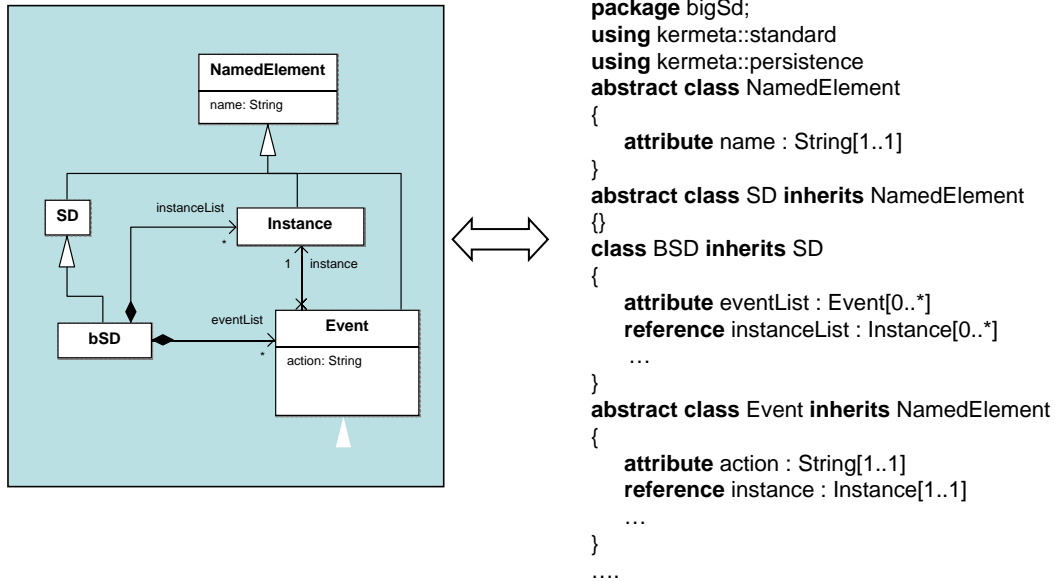 NamedElement
name: String
SD
instanceList
*
Instance
1 instance
bSD
eventList
*
Event
action: String
package bigSd;
using kermeta::standard
using kermeta::persistence
abstract class NamedElement
{
attribute name : String[1..1]
}
abstract class SD inherits NamedElement
{}
class BSD inherits SD
{
attribute eventList : Event[0..*]
reference instanceList : Instance[0..*]
…
}
abstract class Event inherits NamedElement
{
attribute action : String[1..1]
reference instance : Instance[1..1]
…
}
….